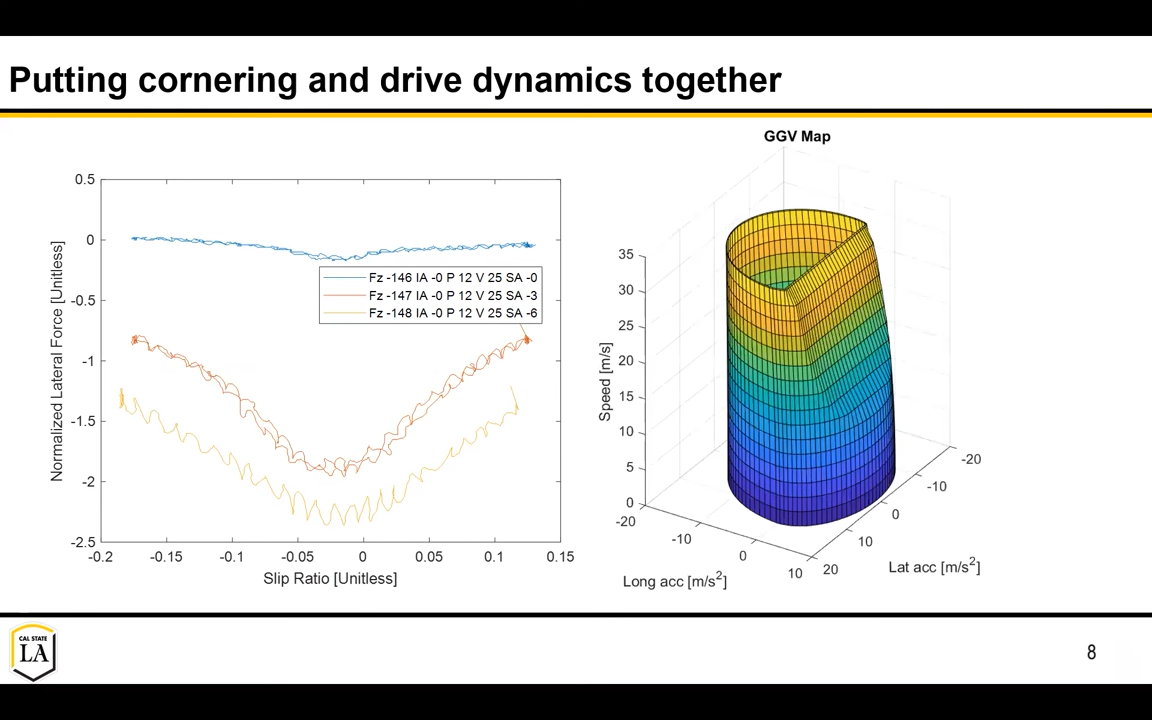 Putting cornering and drive dynamics together
0.5
0
-0.5
-1
-1.5
-2
-2.5
-0.2
-0.15
-0.1
-0.05
0
0.05
0.1
0.15
Normalized Lateral Force [Unitless]
Slip Ratio [Unitless]
Fz -146 IA -0 P 12 V 25 SA -0
Fz -147 IA -0 P 12 V 25 SA -3
Fz -148 IA -0 P 12 V 25 SA -6
GGV Map
35
30
25
20
15
10
5
0
Speed [m/s]
-20
-10
0
10
Long acc [m/s²]
20
10
0
-10
-20
Lat acc [m/s²]
CAL STATE
LA
8